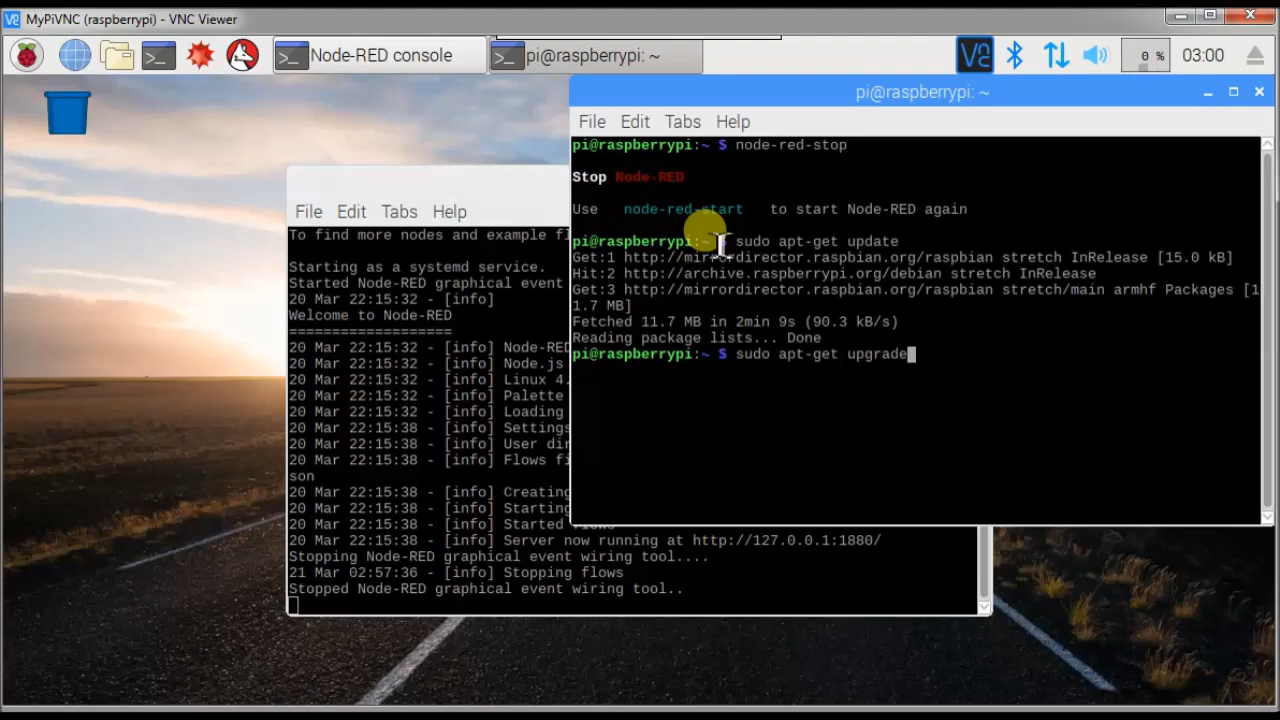 MyPiVNC (raspberrypi) - VNC Viewer
Node-RED console
pi@raspberrypi: ~
0 %
03:00
pi@raspberrypi: ~
File Edit Tabs Help
pi@raspberrypi:~ $ node-red-stop
Stop Node-RED
Use node-red-start to start Node-RED again
pi@raspberrypi:~ $ sudo apt-get update
Get:1 http://mirrordirector.raspbian.org/raspbian stretch InRelease [15.0 kB]
Hit:2 http://archive.raspberrypi.org/debian stretch InRelease
Get:3 http://mirrordirector.raspbian.org/raspbian stretch/main armhf Packages [1
1.7 MB]
Fetched 11.7 MB in 2min 9s (90.3 kB/s)
Reading package lists... Done
pi@raspberrypi:~ $ sudo apt-get upgrade
File Edit Tabs Help
To find more nodes and example fl
Starting as a systemd service.
Started Node-RED graphical event
20 Mar 22:15:32 - [info]
Welcome to Node-RED
===================
20 Mar 22:15:32 - [info] Node-RED
20 Mar 22:15:32 - [info] Node.js
20 Mar 22:15:32 - [info] Linux 4.
20 Mar 22:15:32 - [info] Palette
20 Mar 22:15:32 - [info] Loading
20 Mar 22:15:38 - [info] Settings
20 Mar 22:15:38 - [info] User dir
20 Mar 22:15:38 - [info] Flows fi
son
20 Mar 22:15:38 - [info] Creating
20 Mar 22:15:38 - [info] Starting
20 Mar 22:15:38 - [info] Started flows
20 Mar 22:15:38 - [info] Server now running at http://127.0.0.1:1880/
Stopping Node-RED graphical event wiring tool....
21 Mar 02:57:36 - [info] Stopping flows
Stopped Node-RED graphical event wiring tool..